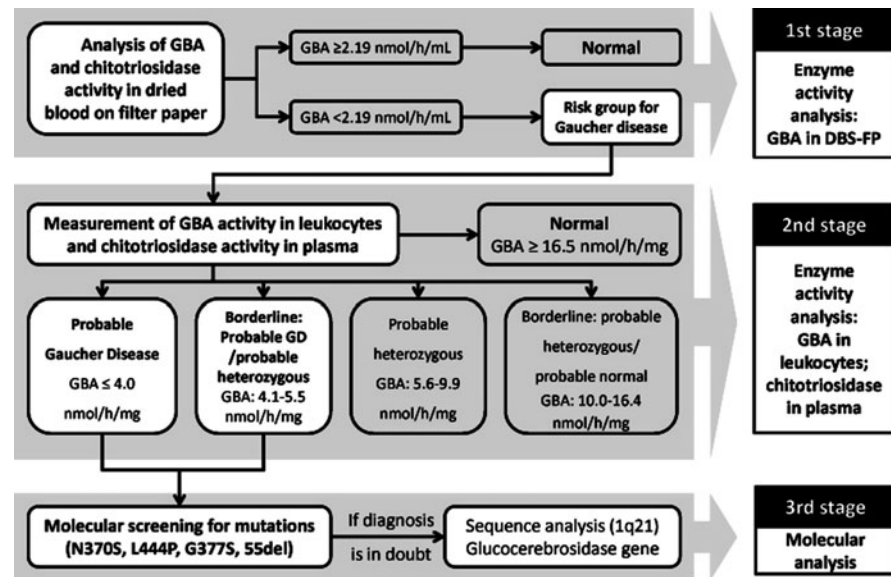 Analysis of GBA
and chitotriosidase
activity in dried
blood on filter paper
GBA ≥2.19 nmol/h/mL
Normal
GBA <2.19 nmol/h/mL
Risk group for
Gaucher disease
1st stage
Enzyme
activity
analysis:
GBA in DBS-FP
Measurement of GBA activity in leukocytes
and chitotriosidase activity in plasma
Normal
GBA ≥ 16.5 nmol/h/mg
Probable
Gaucher Disease
GBA ≤ 4.0
nmol/h/mg
Borderline:
Probable GD
/probable
heterozygous
GBA: 4.1-5.5
nmol/h/mg
Probable
heterozygous
GBA: 5.6-9.9
nmol/h/mg
Borderline: probable
heterozygous/
probable normal
GBA: 10.0-16.4
nmol/h/mg
2nd stage
Enzyme
activity
analysis:
GBA in
leukocytes;
chitotriosidase
in plasma
Molecular screening for mutations
(N370S, L444P, G377S, 55del)
If diagnosis
is in doubt
Sequence analysis (1q21)
Glucocerebrosidase gene
3rd stage
Molecular
analysis